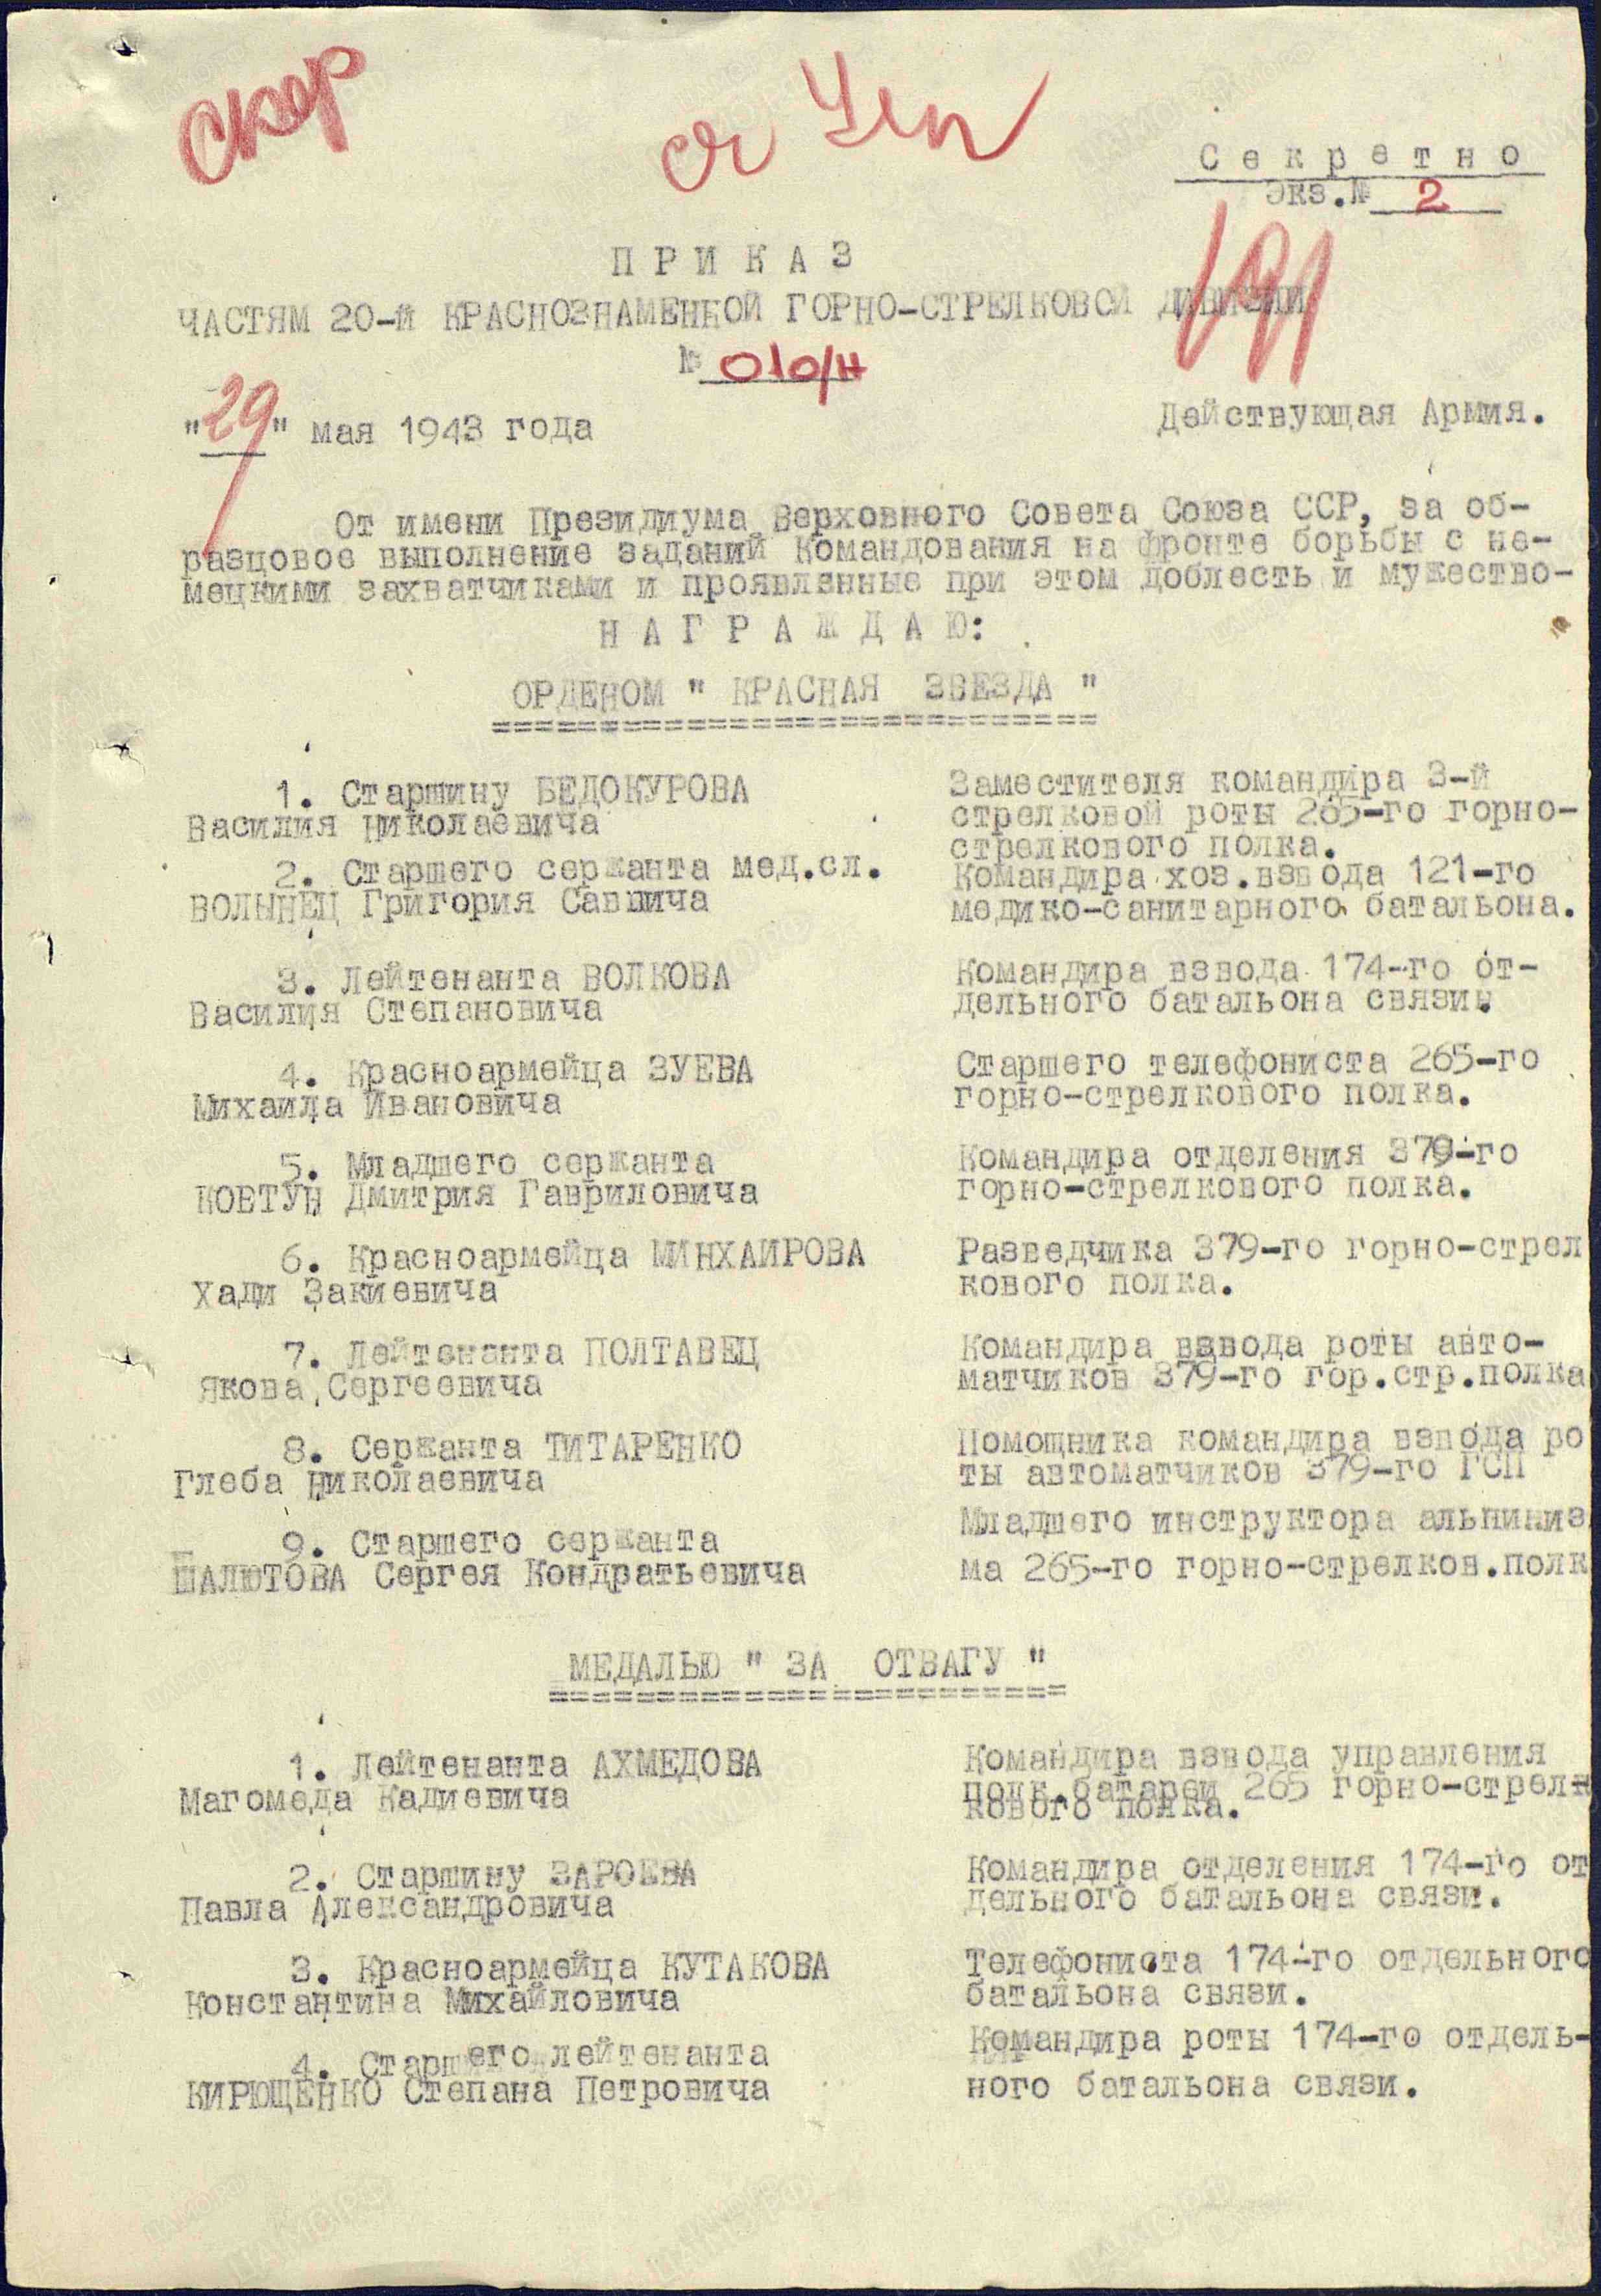 Секретно
Экз.№ 2
ПРИКАЗ
ЧАСТЯМ 20-й КРАСНОЗНАМЕННОЙ ГОРНО-СТРЕЛКОВОЙ ДИВИЗИИ
№ 010/н
"29" мая 1943 года
Действующая Армия.
От имени Президиума Верховного Совета Союза ССР, за об-
разцовое выполнение заданий Командования на фронте борьбы с не-
мецкими захватчиками и проявленные при этом доблесть и мужество-
НАГРАЖДАЮ:
ОРДЕНОМ " КРАСНАЯ ЗВЕЗДА "
1. Старшину БЕДОКУРОВА
Василия Николаевича
Заместителя командира 3-й
стрелковой роты 265-го горно-
стрелкового полка.
2. Старшего сержанта мед.сл.
ВОЛЫНЕЦ Григория Саввича
Командира хоз.взвода 121-го
медико-санитарного батальона.
3. Лейтенанта ВОЛКОВА
Василия Степановича
Командира взвода 174-го от-
дельного батальона связи.
4. Красноармейца ЗУЕВА
Михаила Ивановича
Старшего телефониста 265-го
горно-стрелкового полка.
5. Младшего сержанта
КОВТУН Дмитрия Гавриловича
Командира отделения 379-го
горно-стрелкового полка.
6. Красноармейца МИНХАИРОВА
Хади Закиевича
Разведчика 379-го горно-стрел
кового полка.
7. Лейтенанта ПОЛТАВЕЦ
Якова Сергеевича
Командира взвода роты авто-
матчиков 379-го гор.стр.полка
8. Сержанта ТИТАРЕНКО
Глеба Николаевича
Помощника командира взвода ро
ты автоматчиков 379-го ГСП
9. Старшего сержанта
ШАЛЮТОВА Сергея Кондратьевича
Младшего инструктора альпиниз
ма 265-го горно-стрелков.полк
МЕДАЛЬЮ " ЗА ОТВАГУ "
1. Лейтенанта АХМЕДОВА
Магомеда Кадиевича
Командира взвода управления
полк.батареи 265 горно-стрел
кового полка.
2. Старшину ЗАРОЕВА
Павла Александровича
Командира отделения 174-го от
дельного батальона связи.
3. Красноармейца КУТАКОВА
Константина Михайловича
Телефониста 174-го отдельного
батальона связи.
4. Старшего лейтенанта
КИРЮЩЕНКО Степана Петровича
Командира роты 174-го отдель-
ного батальона связи.